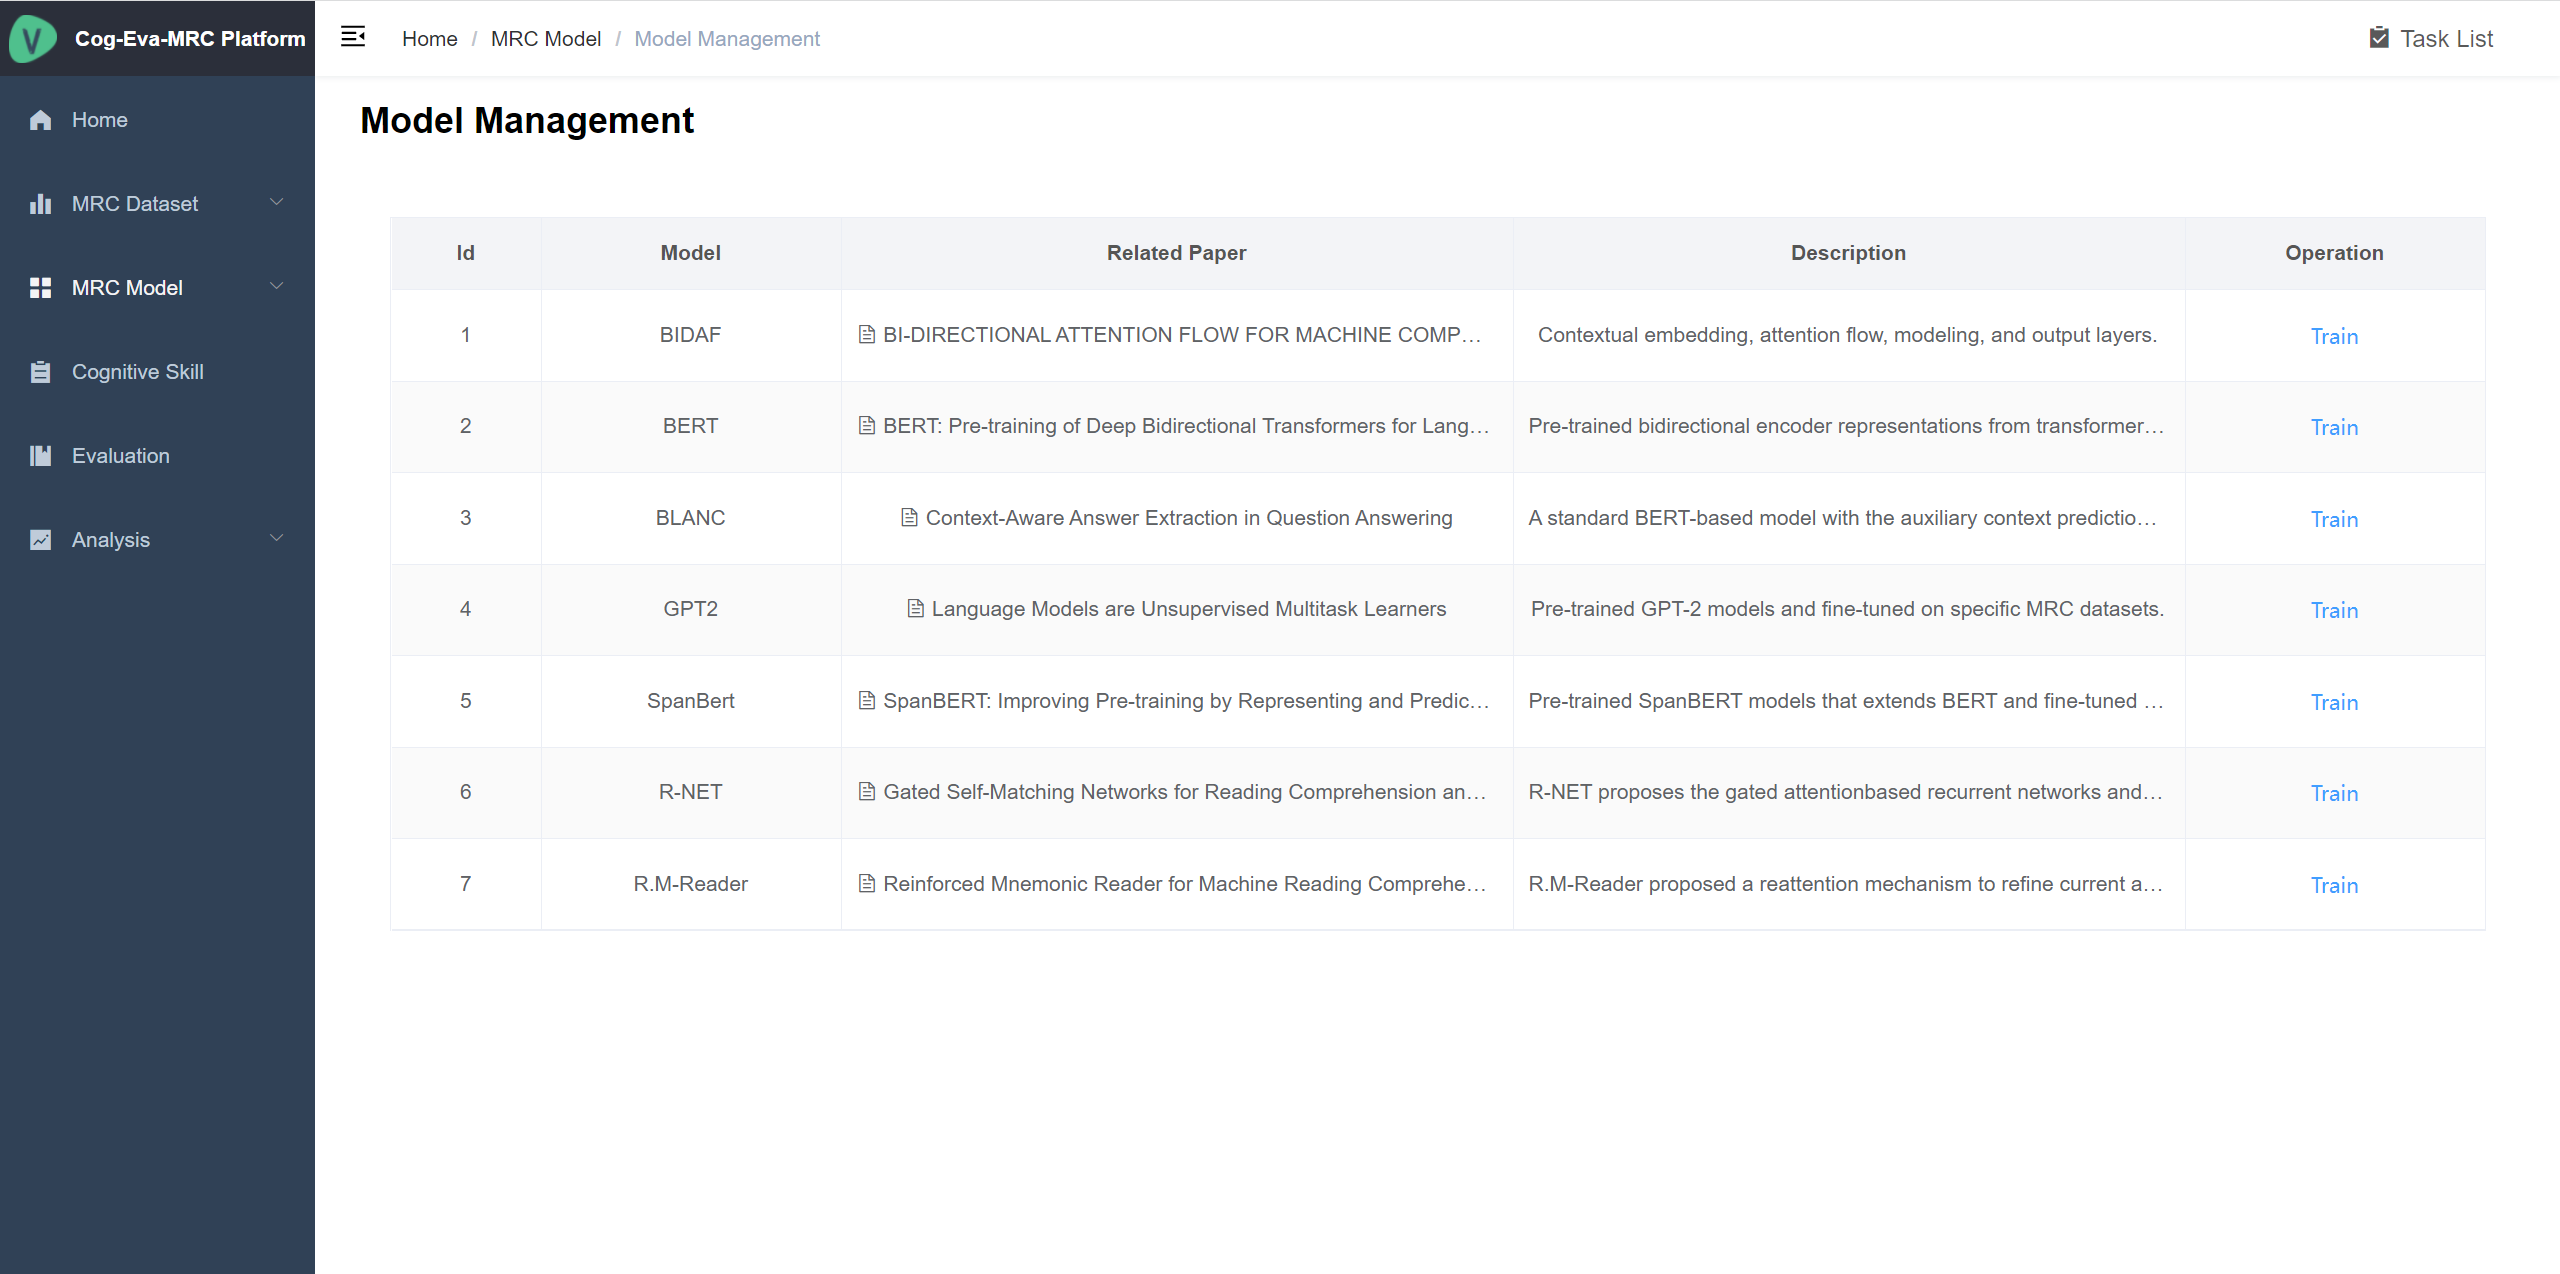 Cog-Eva-MRC Platform
Home / MRC Model / Model Management
Task List
Home
MRC Dataset
MRC Model
Cognitive Skill
Evaluation
Analysis
Model Management
Id Model Related Paper Description Operation
1 BIDAF BI-DIRECTIONAL ATTENTION FLOW FOR MACHINE COMP… Contextual embedding, attention flow, modeling, and output layers. Train
2 BERT BERT: Pre-training of Deep Bidirectional Transformers for Lang… Pre-trained bidirectional encoder representations from transformer… Train
3 BLANC Context-Aware Answer Extraction in Question Answering A standard BERT-based model with the auxiliary context predictio… Train
4 GPT2 Language Models are Unsupervised Multitask Learners Pre-trained GPT-2 models and fine-tuned on specific MRC datasets. Train
5 SpanBert SpanBERT: Improving Pre-training by Representing and Predic… Pre-trained SpanBERT models that extends BERT and fine-tuned … Train
6 R-NET Gated Self-Matching Networks for Reading Comprehension an… R-NET proposes the gated attentionbased recurrent networks and… Train
7 R.M-Reader Reinforced Mnemonic Reader for Machine Reading Comprehe… R.M-Reader proposed a reattention mechanism to refine current a… Train